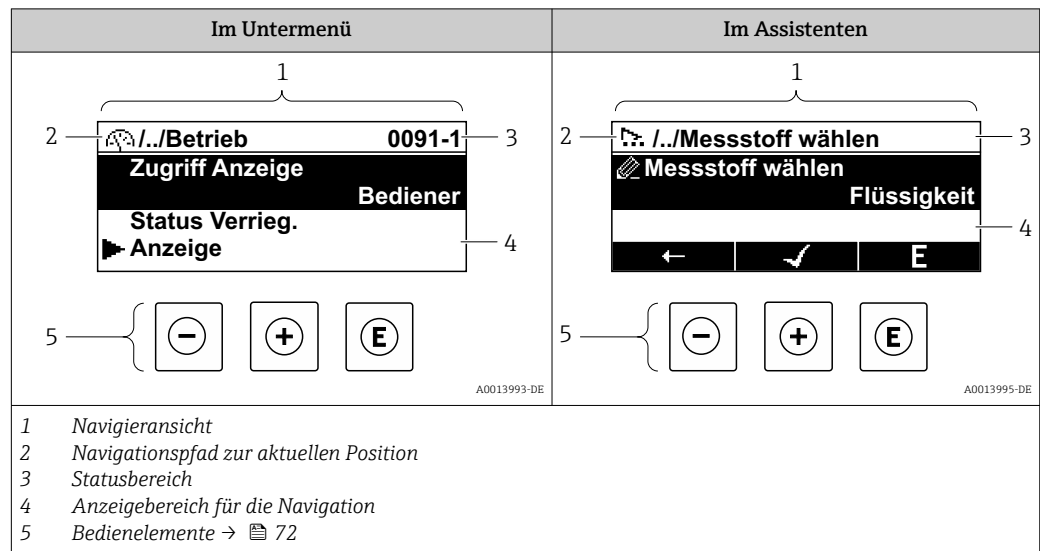 Im Untermenü
Im Assistenten
1
2
/../Betrieb 0091-1
3
Zugriff Anzeige
Bediener
Status Verrieg.
Anzeige
4
5
- + E
A0013993-DE
1
2
/../Messstoff wählen
3
Messstoff wählen
Flüssigkeit
4
← ✓ E
5
- + E
A0013995-DE
1 Navigieransicht
2 Navigationspfad zur aktuellen Position
3 Statusbereich
4 Anzeigebereich für die Navigation
5 Bedienelemente → 72